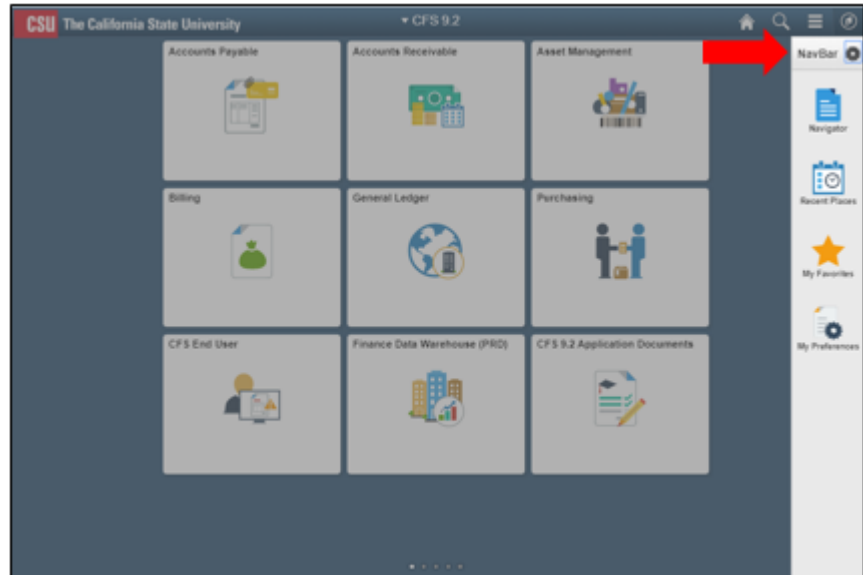 CSU The California State University
CFS 9.2
NavBar
Accounts Payable
Accounts Receivable
Asset Management
Navigator
Recent Places
Billing
General Ledger
Purchasing
My Favorites
CFS End User
Finance Data Warehouse (PRD)
CFS 9.2 Application Documents
My Preferences